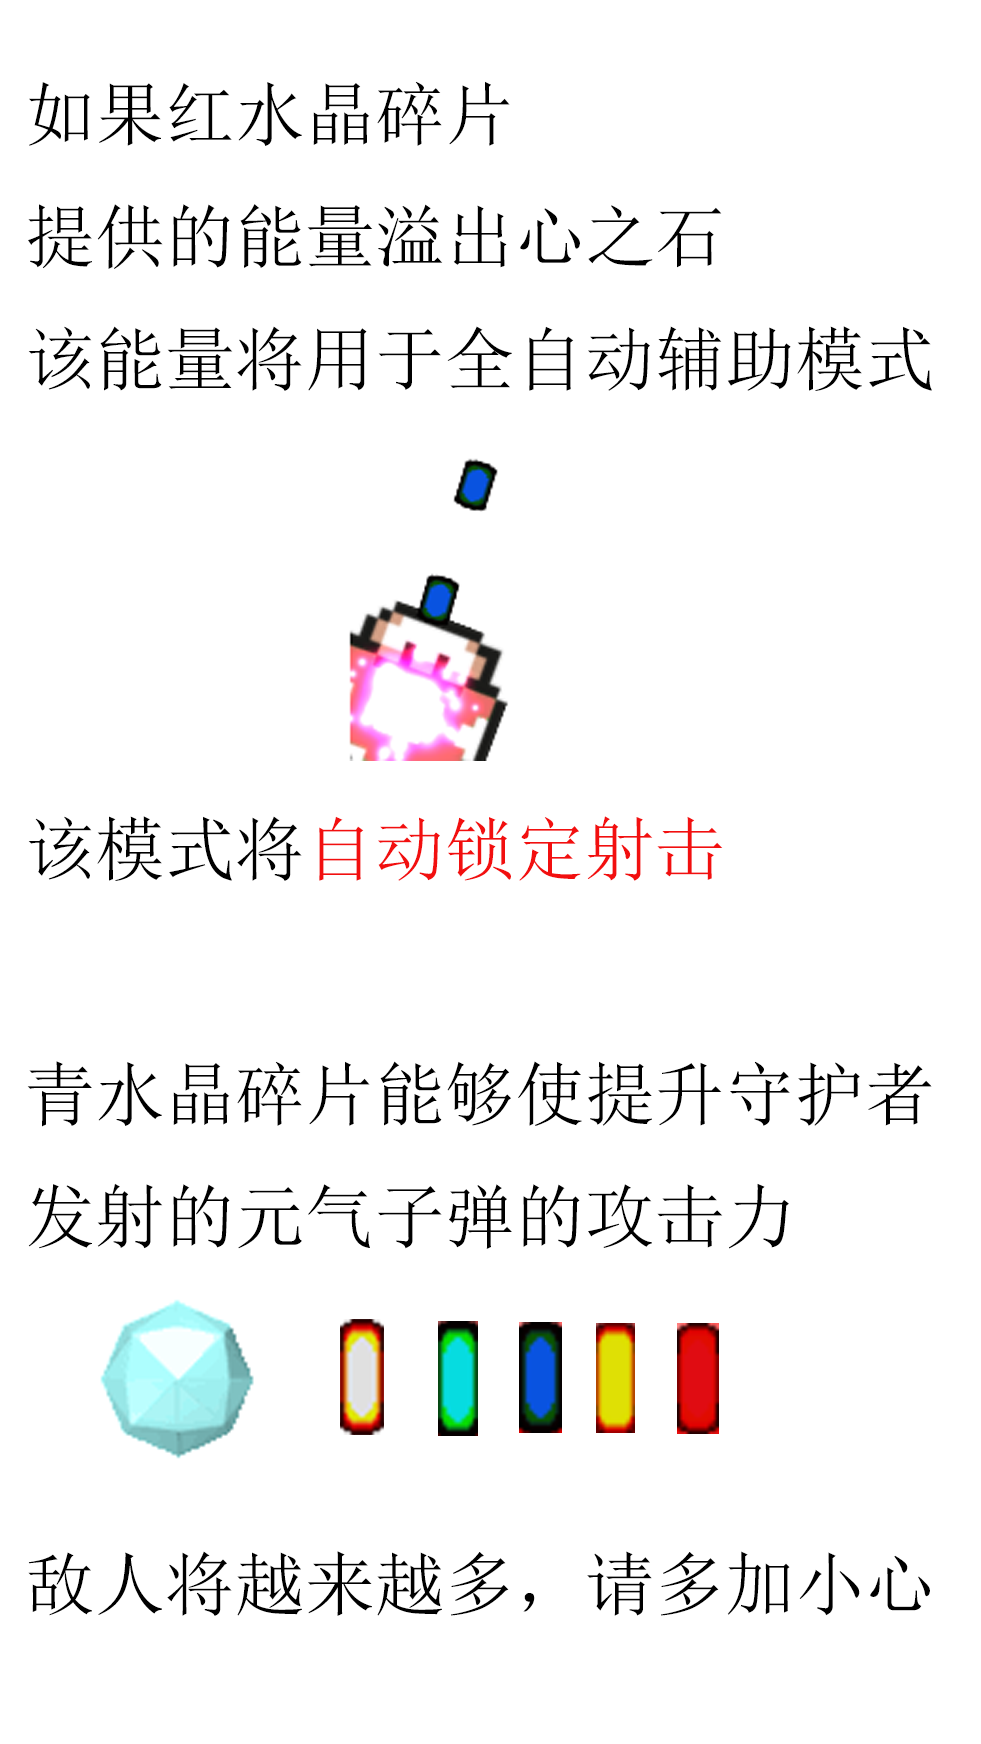 如果红水晶碎片
提供的能量溢出心之石
该能量将用于全自动辅助模式
该模式将自动锁定射击
青水晶碎片能够使提升守护者
发射的元气子弹的攻击力
敌人将越来越多，请多加小心